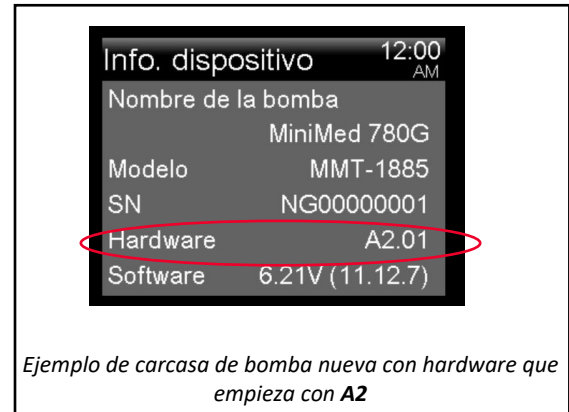 Info. dispositivo 12:00
AM
Nombre de la bomba
MiniMed 780G
Modelo MMT-1885
SN NG00000001
Hardware A2.01
Software 6.21V (11.12.7)
Ejemplo de carcasa de bomba nueva con hardware que
empieza con A2